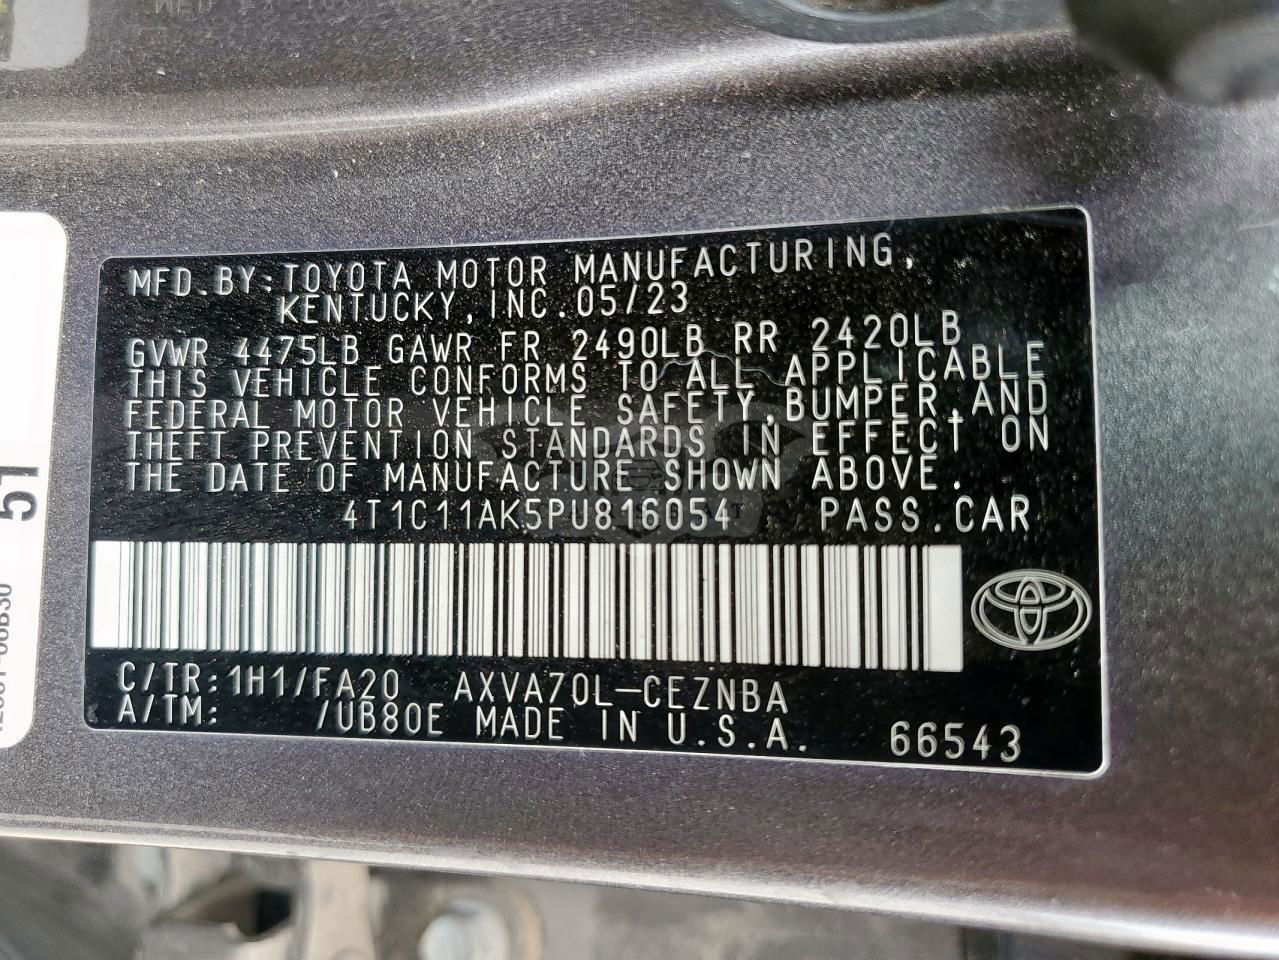 MFD.BY:TOYOTA MOTOR MANUFACTURING,
KENTUCKY, INC. 05/23
GVWR 4475LB GAWR FR 2490LB RR 2420LB
THIS VEHICLE CONFORMS TO ALL APPLICABLE
FEDERAL MOTOR VEHICLE SAFETY, BUMPER, AND
THEFT PREVENTION STANDARDS IN EFFECT ON
THE DATE OF MANUFACTURE SHOWN ABOVE.
4T1C11AK5PU816054 PASS.CAR
C/TR:1H1/FA20 AXVA70L-CEZNBA
A/TM: /UB80E MADE IN U.S.A. 66543
51